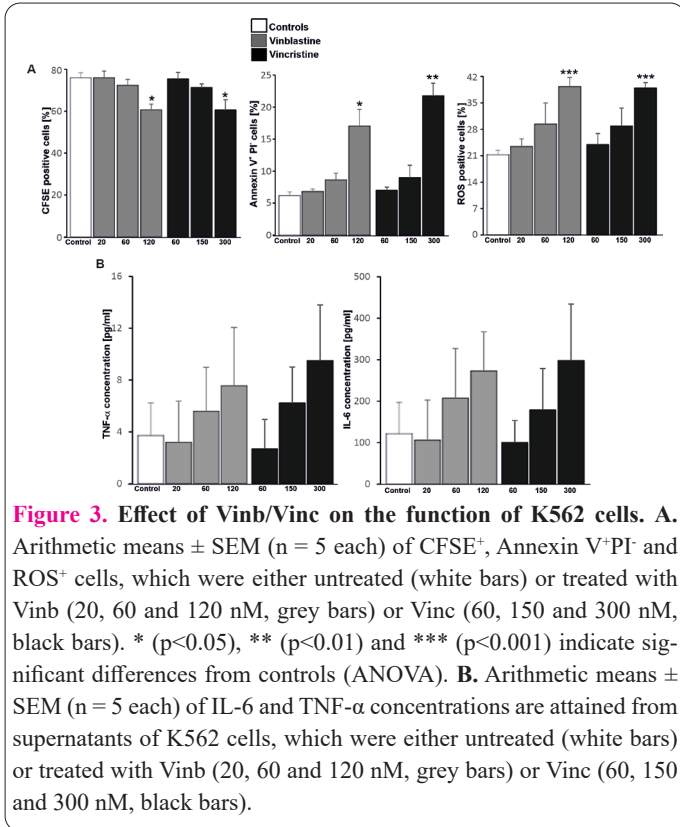 Controls
Vinblastine
Vincristine
A
CFSE positive cells [%]
80
60
40
20
0
*
*
Control 20 60 120 60 150 300
Annexin V⁺ PI⁻ cells [%]
25
20
15
10
5
0
*
**
Control 20 60 120 60 150 300
ROS positive cells [%]
42
35
28
21
14
7
0
***
***
Control 20 60 120 60 150 300
B
TNF-α concentration [pg/ml]
16
12
8
4
0
Control 20 60 120 60 150 300
IL-6 concentration [pg/ml]
500
400
300
200
100
0
Control 20 60 120 60 150 300
Figure 3. Effect of Vinb/Vinc on the function of K562 cells. A.
Arithmetic means ± SEM (n = 5 each) of CFSE⁺, Annexin V⁺PI⁻ and
ROS⁺ cells, which were either untreated (white bars) or treated with
Vinb (20, 60 and 120 nM, grey bars) or Vinc (60, 150 and 300 nM,
black bars). * (p<0.05), ** (p<0.01) and *** (p<0.001) indicate sig-
nificant differences from controls (ANOVA). B. Arithmetic means ±
SEM (n = 5 each) of IL-6 and TNF-α concentrations are attained from
supernatants of K562 cells, which were either untreated (white bars)
or treated with Vinb (20, 60 and 120 nM, grey bars) or Vinc (60, 150
and 300 nM, black bars).